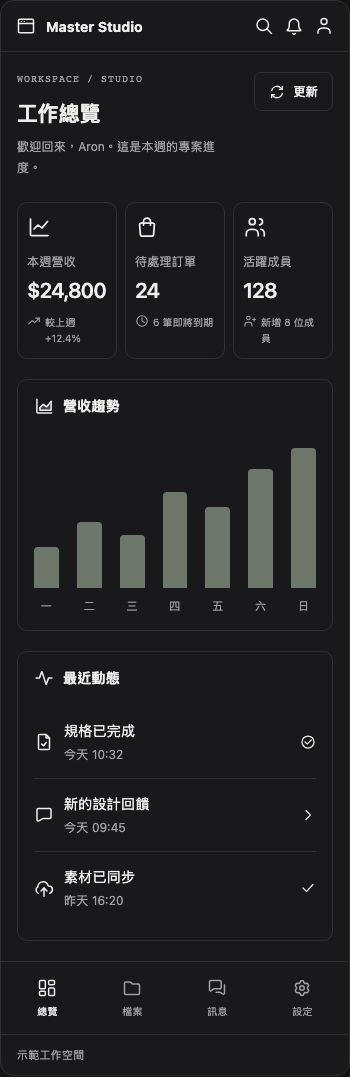 Master Studio
WORKSPACE / STUDIO
更新
工作總覽
歡迎回來，Aron。這是本週的專案進
度。
本週營收
$24,800
較上週
+12.4%
待處理訂單
24
6 筆即將到期
活躍成員
128
新增 8 位成
員
營收趨勢
一 二 三 四 五 六 日
最近動態
規格已完成
今天 10:32
新的設計回饋
今天 09:45
素材已同步
昨天 16:20
總覽 檔案 訊息 設定
示範工作空間